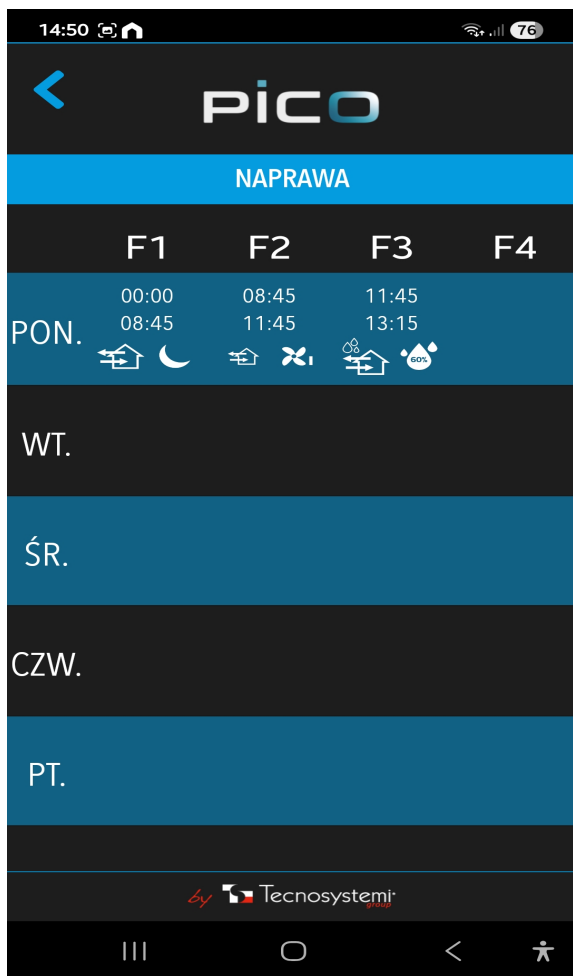 14:50 76
PICO
NAPRAWA
F1 F2 F3 F4
00:00 08:45 11:45
PON. 08:45 11:45 13:15
I 60%
WT.
ŚR.
CZW.
PT.
by Tecnosystemi
group